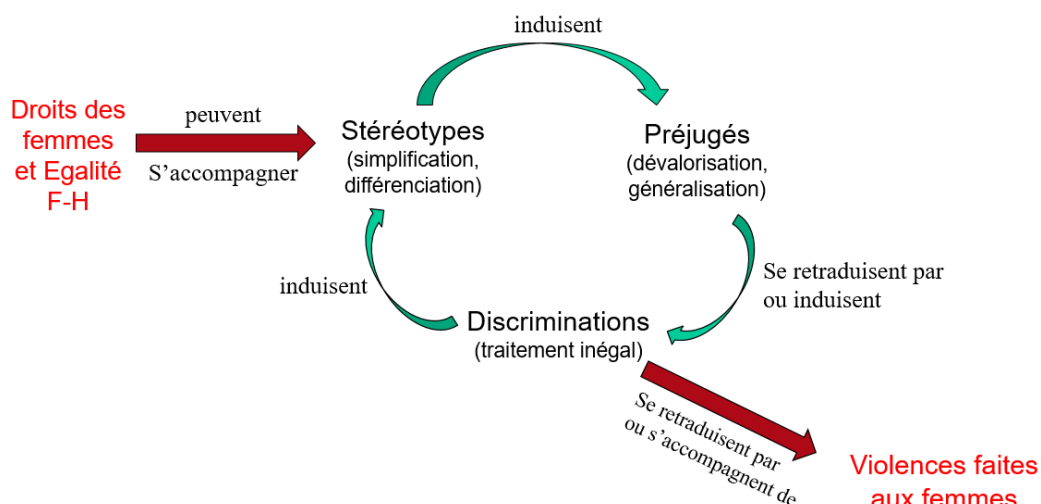 induisent
Droits des
femmes
et Egalité
F-H
peuvent
S’accompagner
Stéréotypes
(simplification,
différenciation)
Préjugés
(dévalorisation,
généralisation)
induisent
Se retraduisent par
ou induisent
Discriminations
(traitement inégal)
Se retraduisent par
ou s’accompagnent de
Violences faites
aux femmes